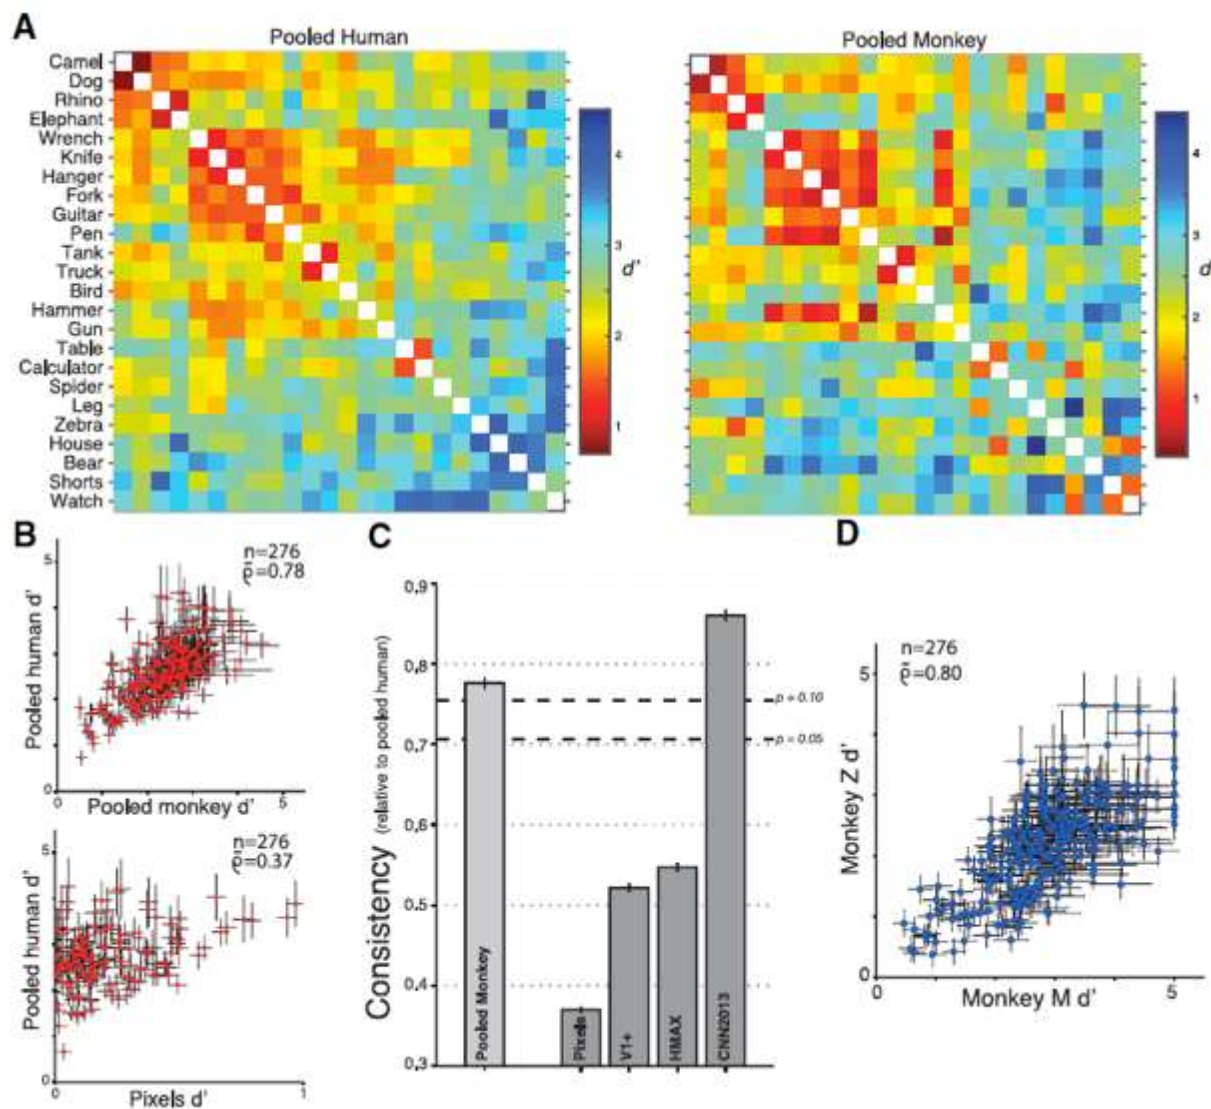 A
Pooled Human
Pooled Monkey
Camel
Dog
Rhino
Elephant
Wrench
Knife
Hanger
Fork
Guitar
Pen
Tank
Truck
Bird
Hammer
Gun
Table
Calculator
Spider
Leg
Zebra
House
Bear
Shorts
Watch
4
3
d'
2
1
4
3
d'
2
1
B
n=276
ρ̃=0.78
5
Pooled human d'
0
0
5
Pooled monkey d'
n=276
ρ̃=0.37
5
Pooled human d'
0
0
1
Pixels d'
C
0,9
0,8
0,7
0,6
0,5
0,4
0,3
Consistency (relative to pooled human)
p = 0.10
p = 0.05
Pooled Monkey
Pixels
V1+
HMAX
CNN2013
D
n=276
ρ̃=0.80
5
Monkey Z d'
0
0
5
Monkey M d'